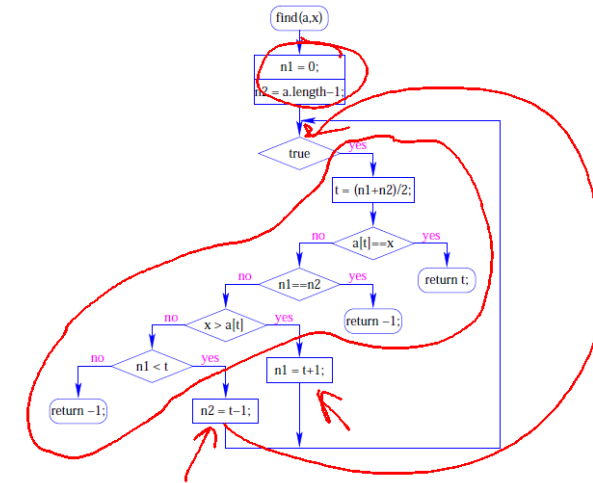 find(a,x)
n1 = 0;
n2 = a.length−1;
true
yes
t = (n1+n2)/2;
no
a[t]==x
yes
return t;
no
n1==n2
yes
return −1;
no
x > a[t]
yes
n1 = t+1;
no
n1 < t
yes
return −1;
n2 = t−1;